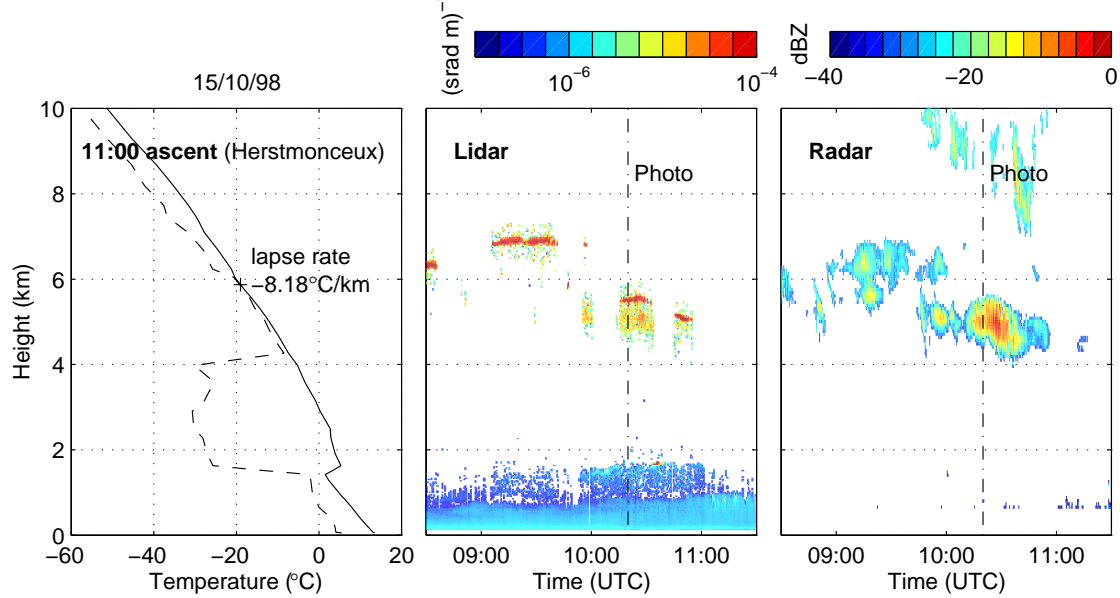 (srad m)⁻¹
10⁻⁶ 10⁻⁴
dBZ
−40 −20 0
15/10/98
11:00 ascent (Herstmonceux)
lapse rate
−8.18°C/km
Height (km)
10
8
6
4
2
0
−60 −40 −20 0 20
Temperature (°C)
Lidar
Photo
09:00 10:00 11:00
Time (UTC)
Radar
Photo
09:00 10:00 11:00
Time (UTC)